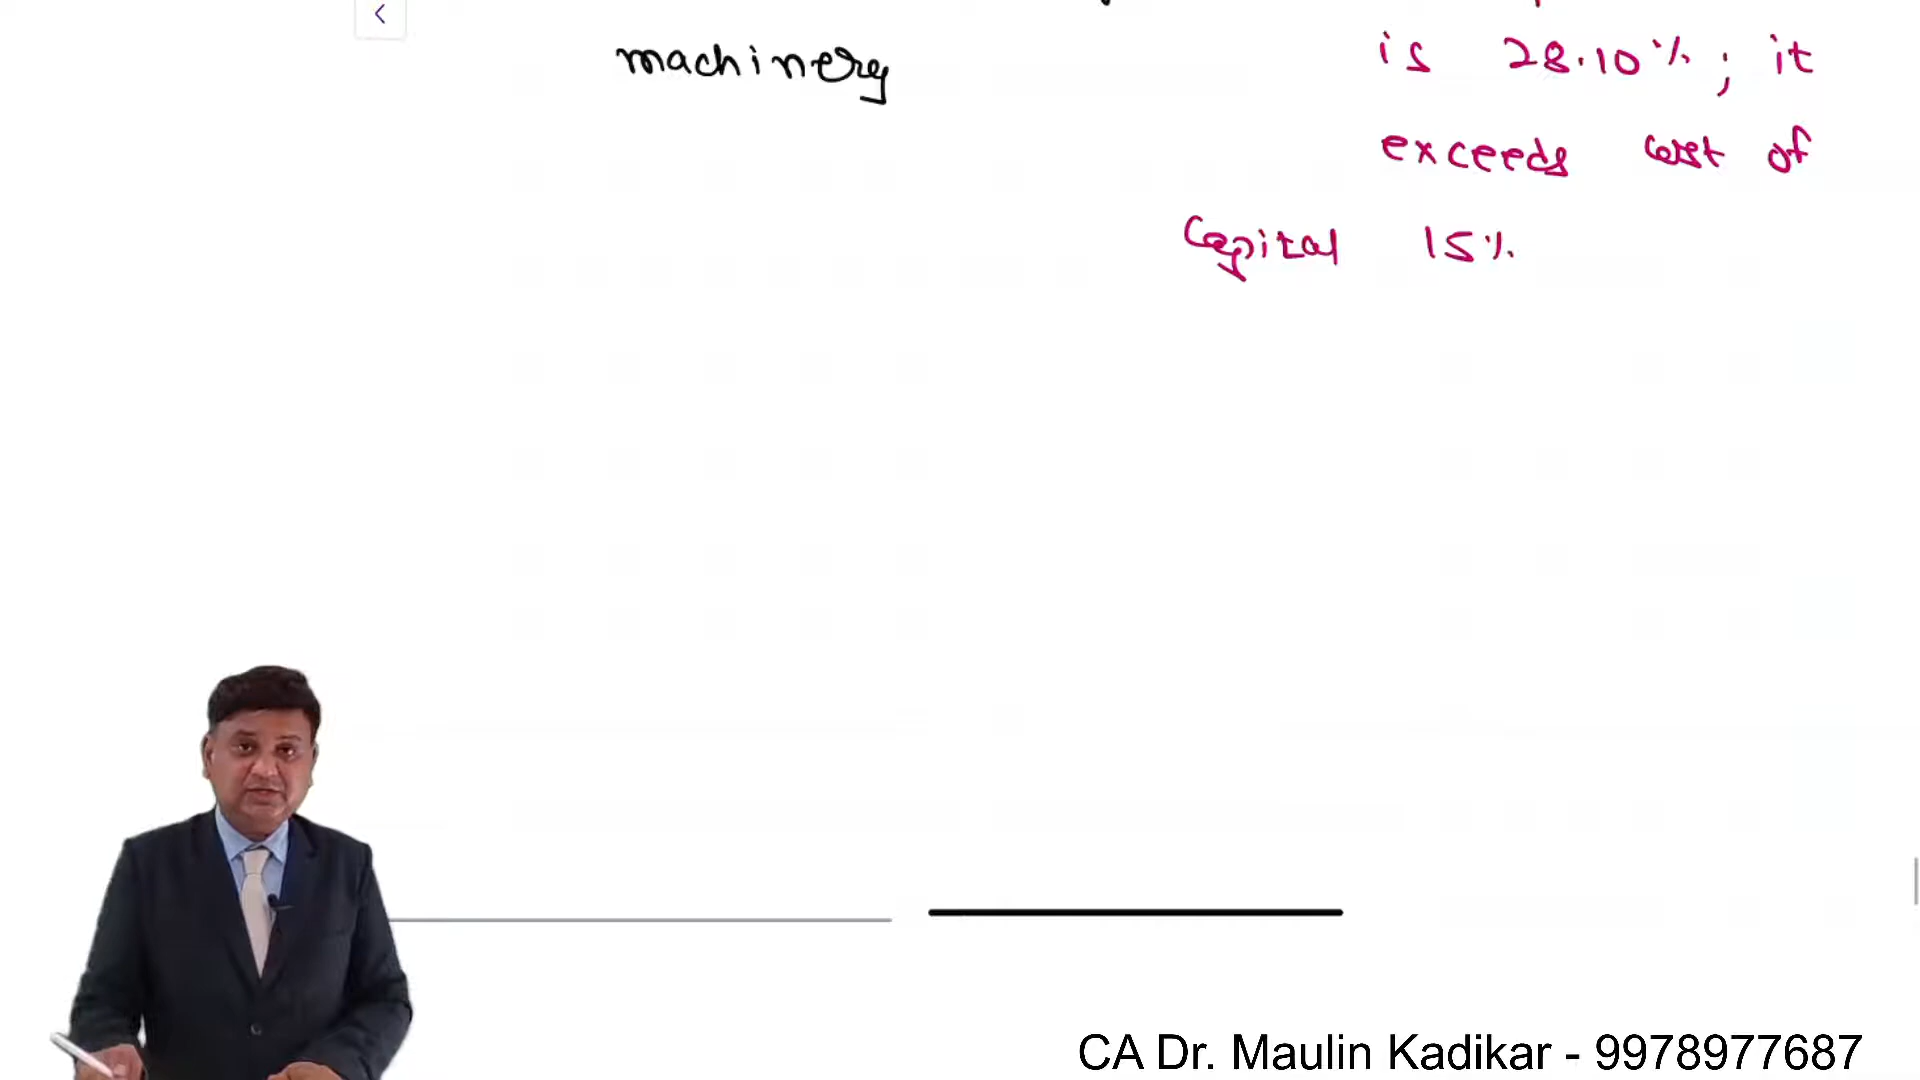 machinery
is 28.10%; it
exceeds cost of
Capital 15%
CA Dr. Maulin Kadikar - 9978977687